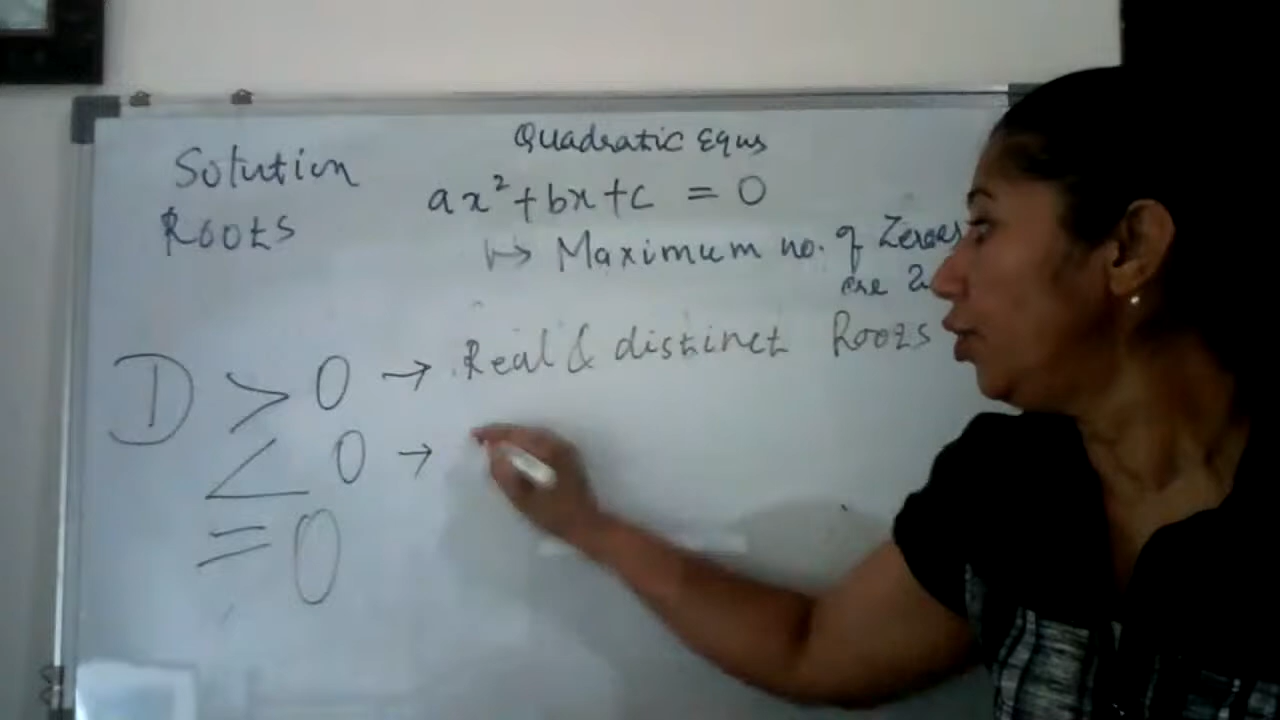 Quadratic Equs
Solution
Roots
ax²+bx+c = 0
↦ Maximum no. of Zeroes
are 2
D > 0 → Real & distinct Roots
< 0 →
= 0